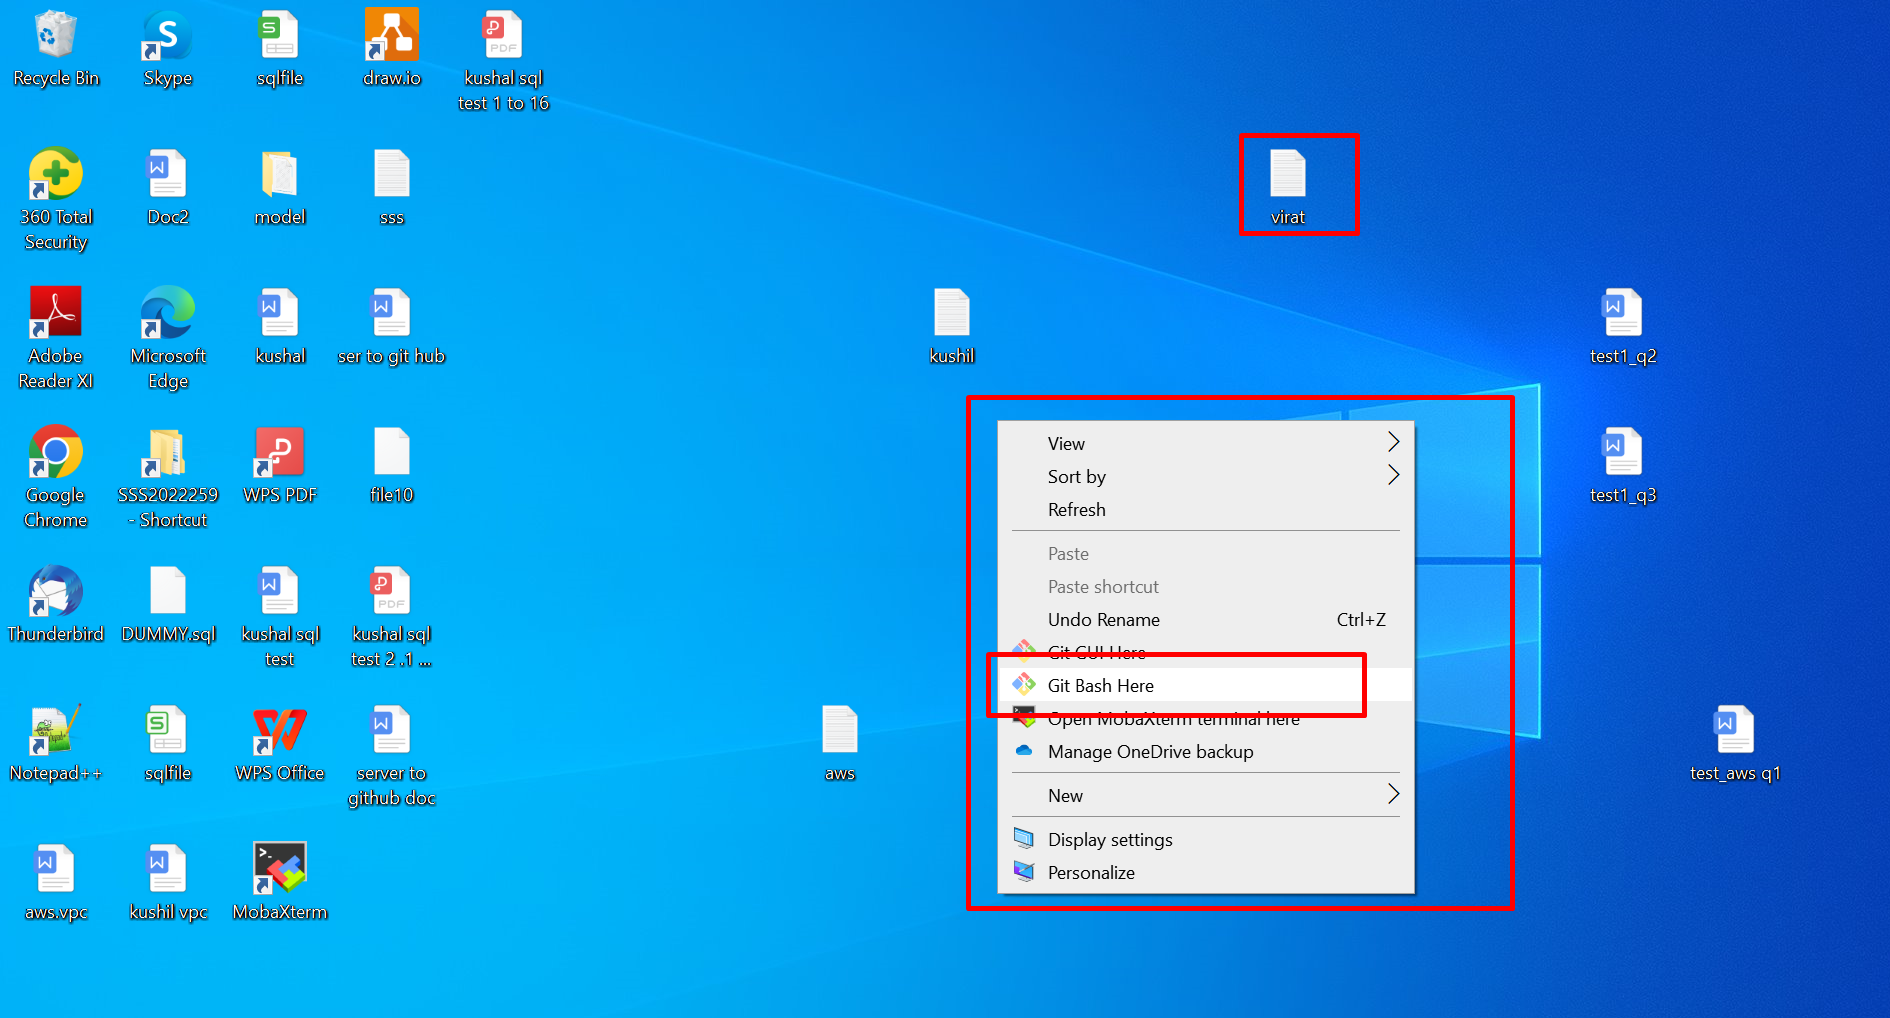 Recycle Bin
Skype
sqlfile
draw.io
kushal sql
test 1 to 16
360 Total
Security
Doc2
model
sss
virat
Adobe
Reader XI
Microsoft
Edge
kushal
ser to git hub
kushil
test1_q2
Google
Chrome
SSS2022259
- Shortcut
WPS PDF
file10
test1_q3
Thunderbird
DUMMY.sql
kushal sql
test
kushal sql
test 2 .1 ...
Notepad++
sqlfile
WPS Office
server to
github doc
aws
test_aws q1
aws.vpc
kushil vpc
MobaXterm
View
Sort by
Refresh
Paste
Paste shortcut
Undo Rename Ctrl+Z
Git GUI Here
Git Bash Here
Open MobaXterm terminal here
Manage OneDrive backup
New
Display settings
Personalize